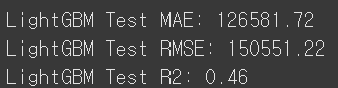 LightGBM Test MAE: 126581.72
LightGBM Test RMSE: 150551.22
LightGBM Test R2: 0.46